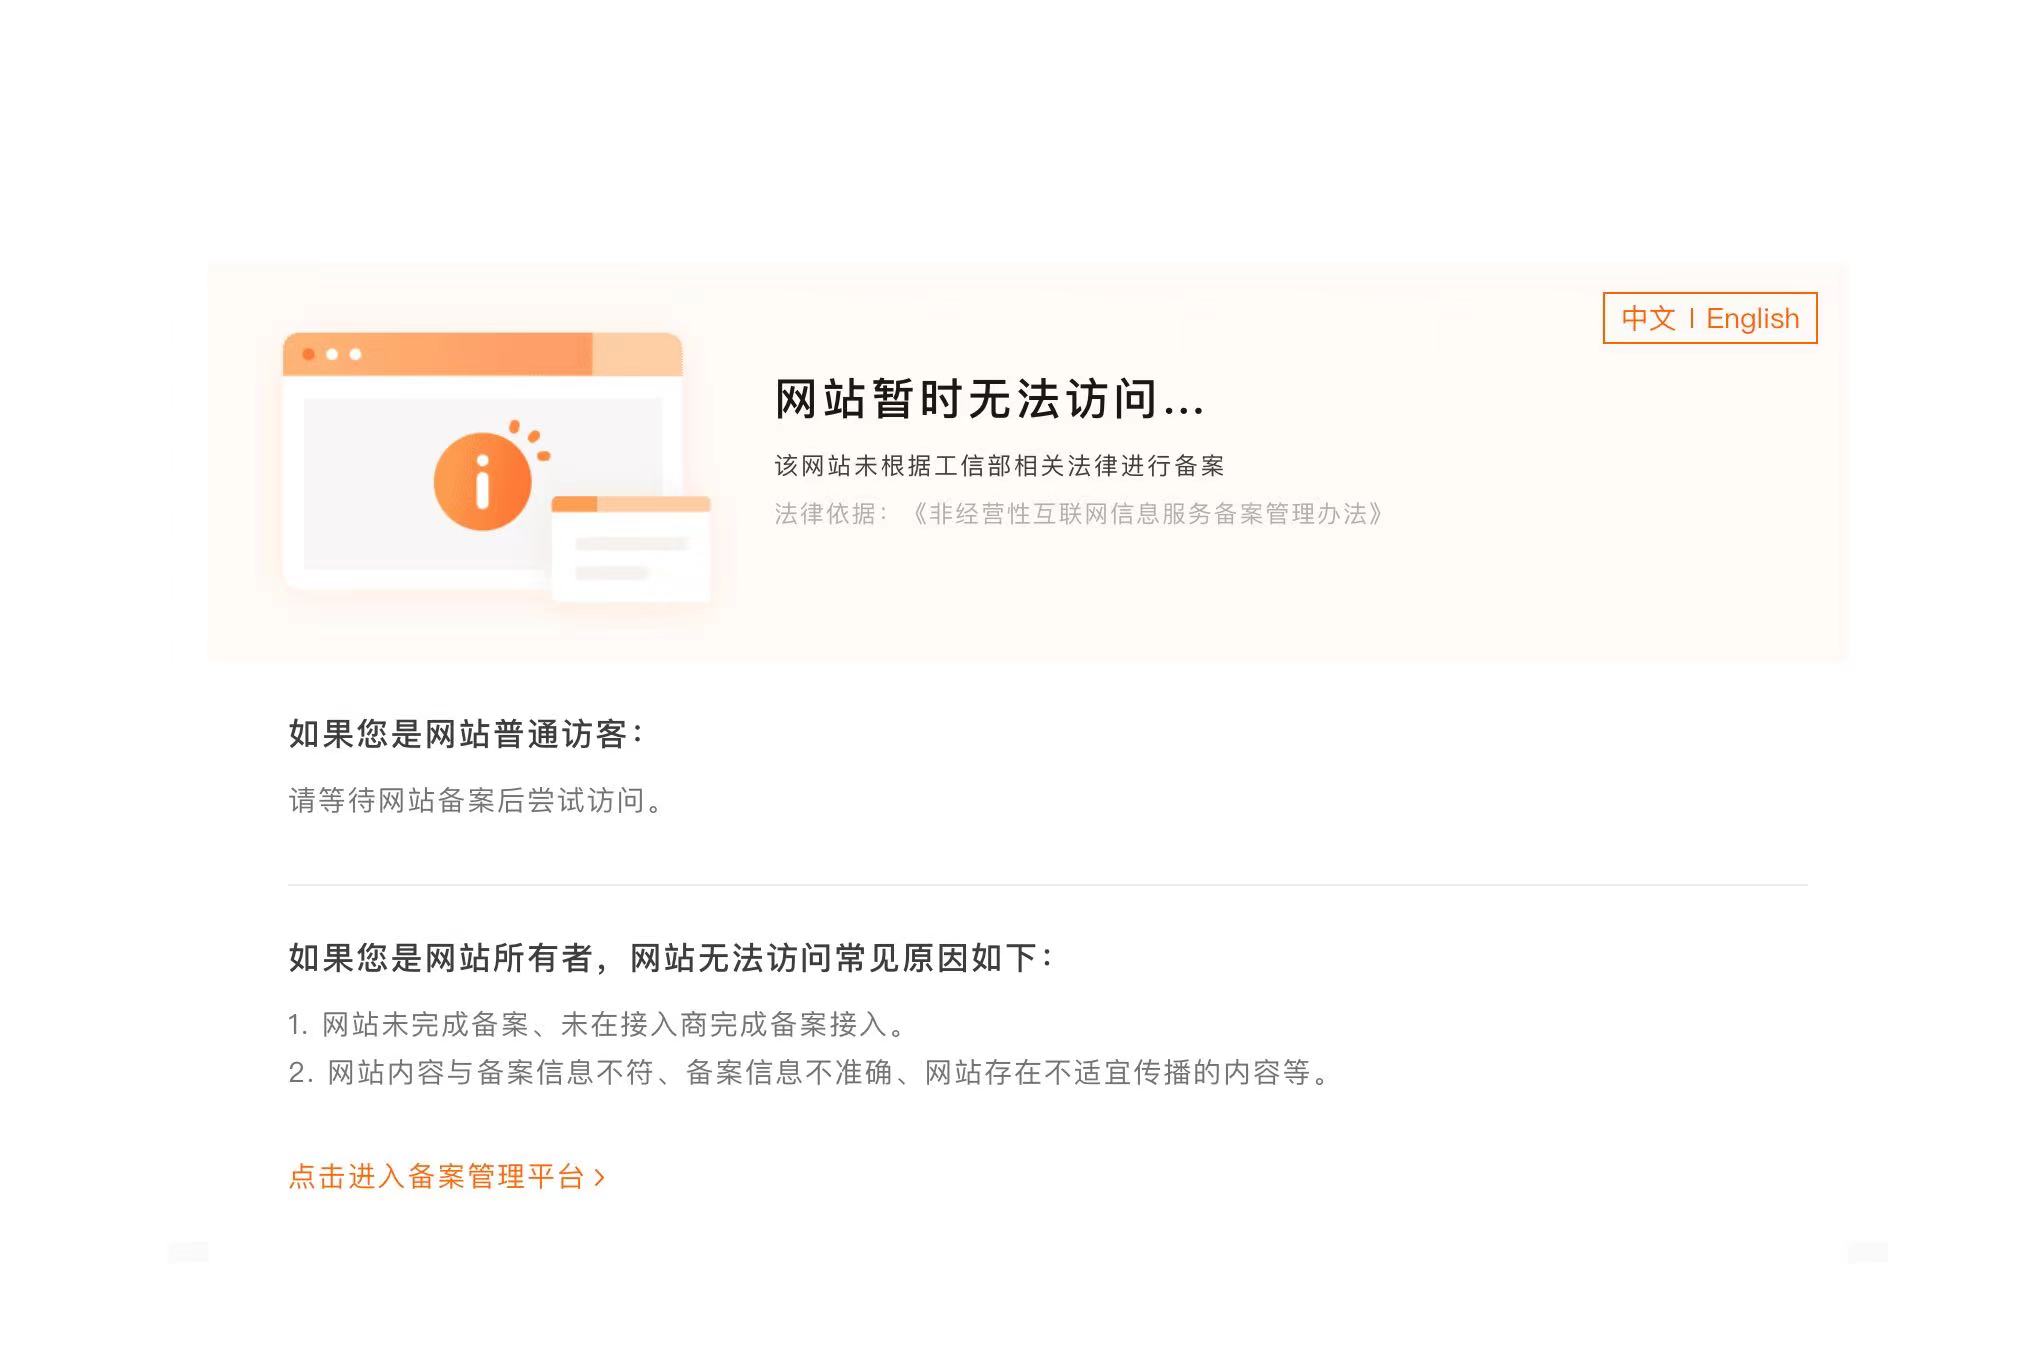 中文 | English
网站暂时无法访问...
该网站未根据工信部相关法律进行备案
法律依据：《非经营性互联网信息服务备案管理办法》
如果您是网站普通访客：
请等待网站备案后尝试访问。
如果您是网站所有者，网站无法访问常见原因如下：
1. 网站未完成备案、未在接入商完成备案接入。
2. 网站内容与备案信息不符、备案信息不准确、网站存在不适宜传播的内容等。
点击进入备案管理平台 >